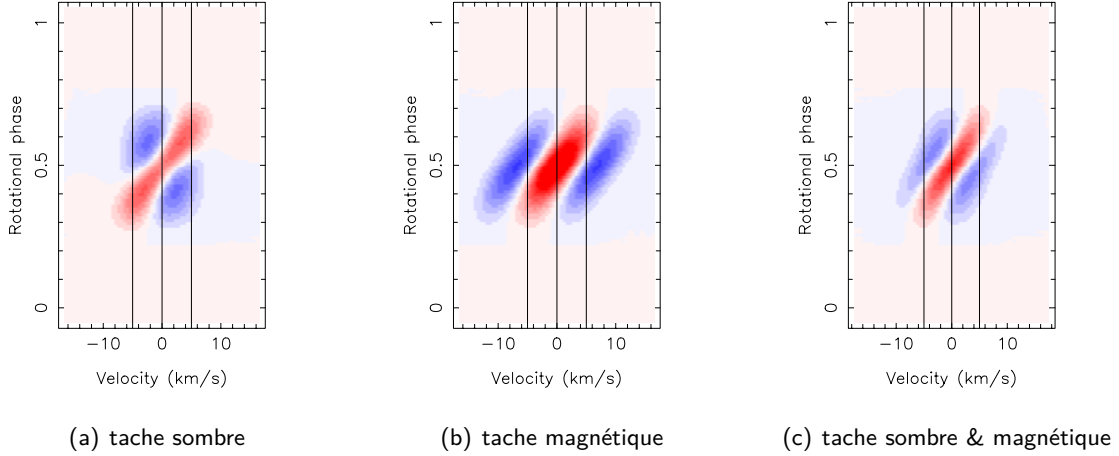 1
0.5
0
Rotational phase
−10 0 10
Velocity (km/s)
(a) tache sombre
1
0.5
0
Rotational phase
−10 0 10
Velocity (km/s)
(b) tache magnétique
1
0.5
0
Rotational phase
−10 0 10
Velocity (km/s)
(c) tache sombre & magnétique